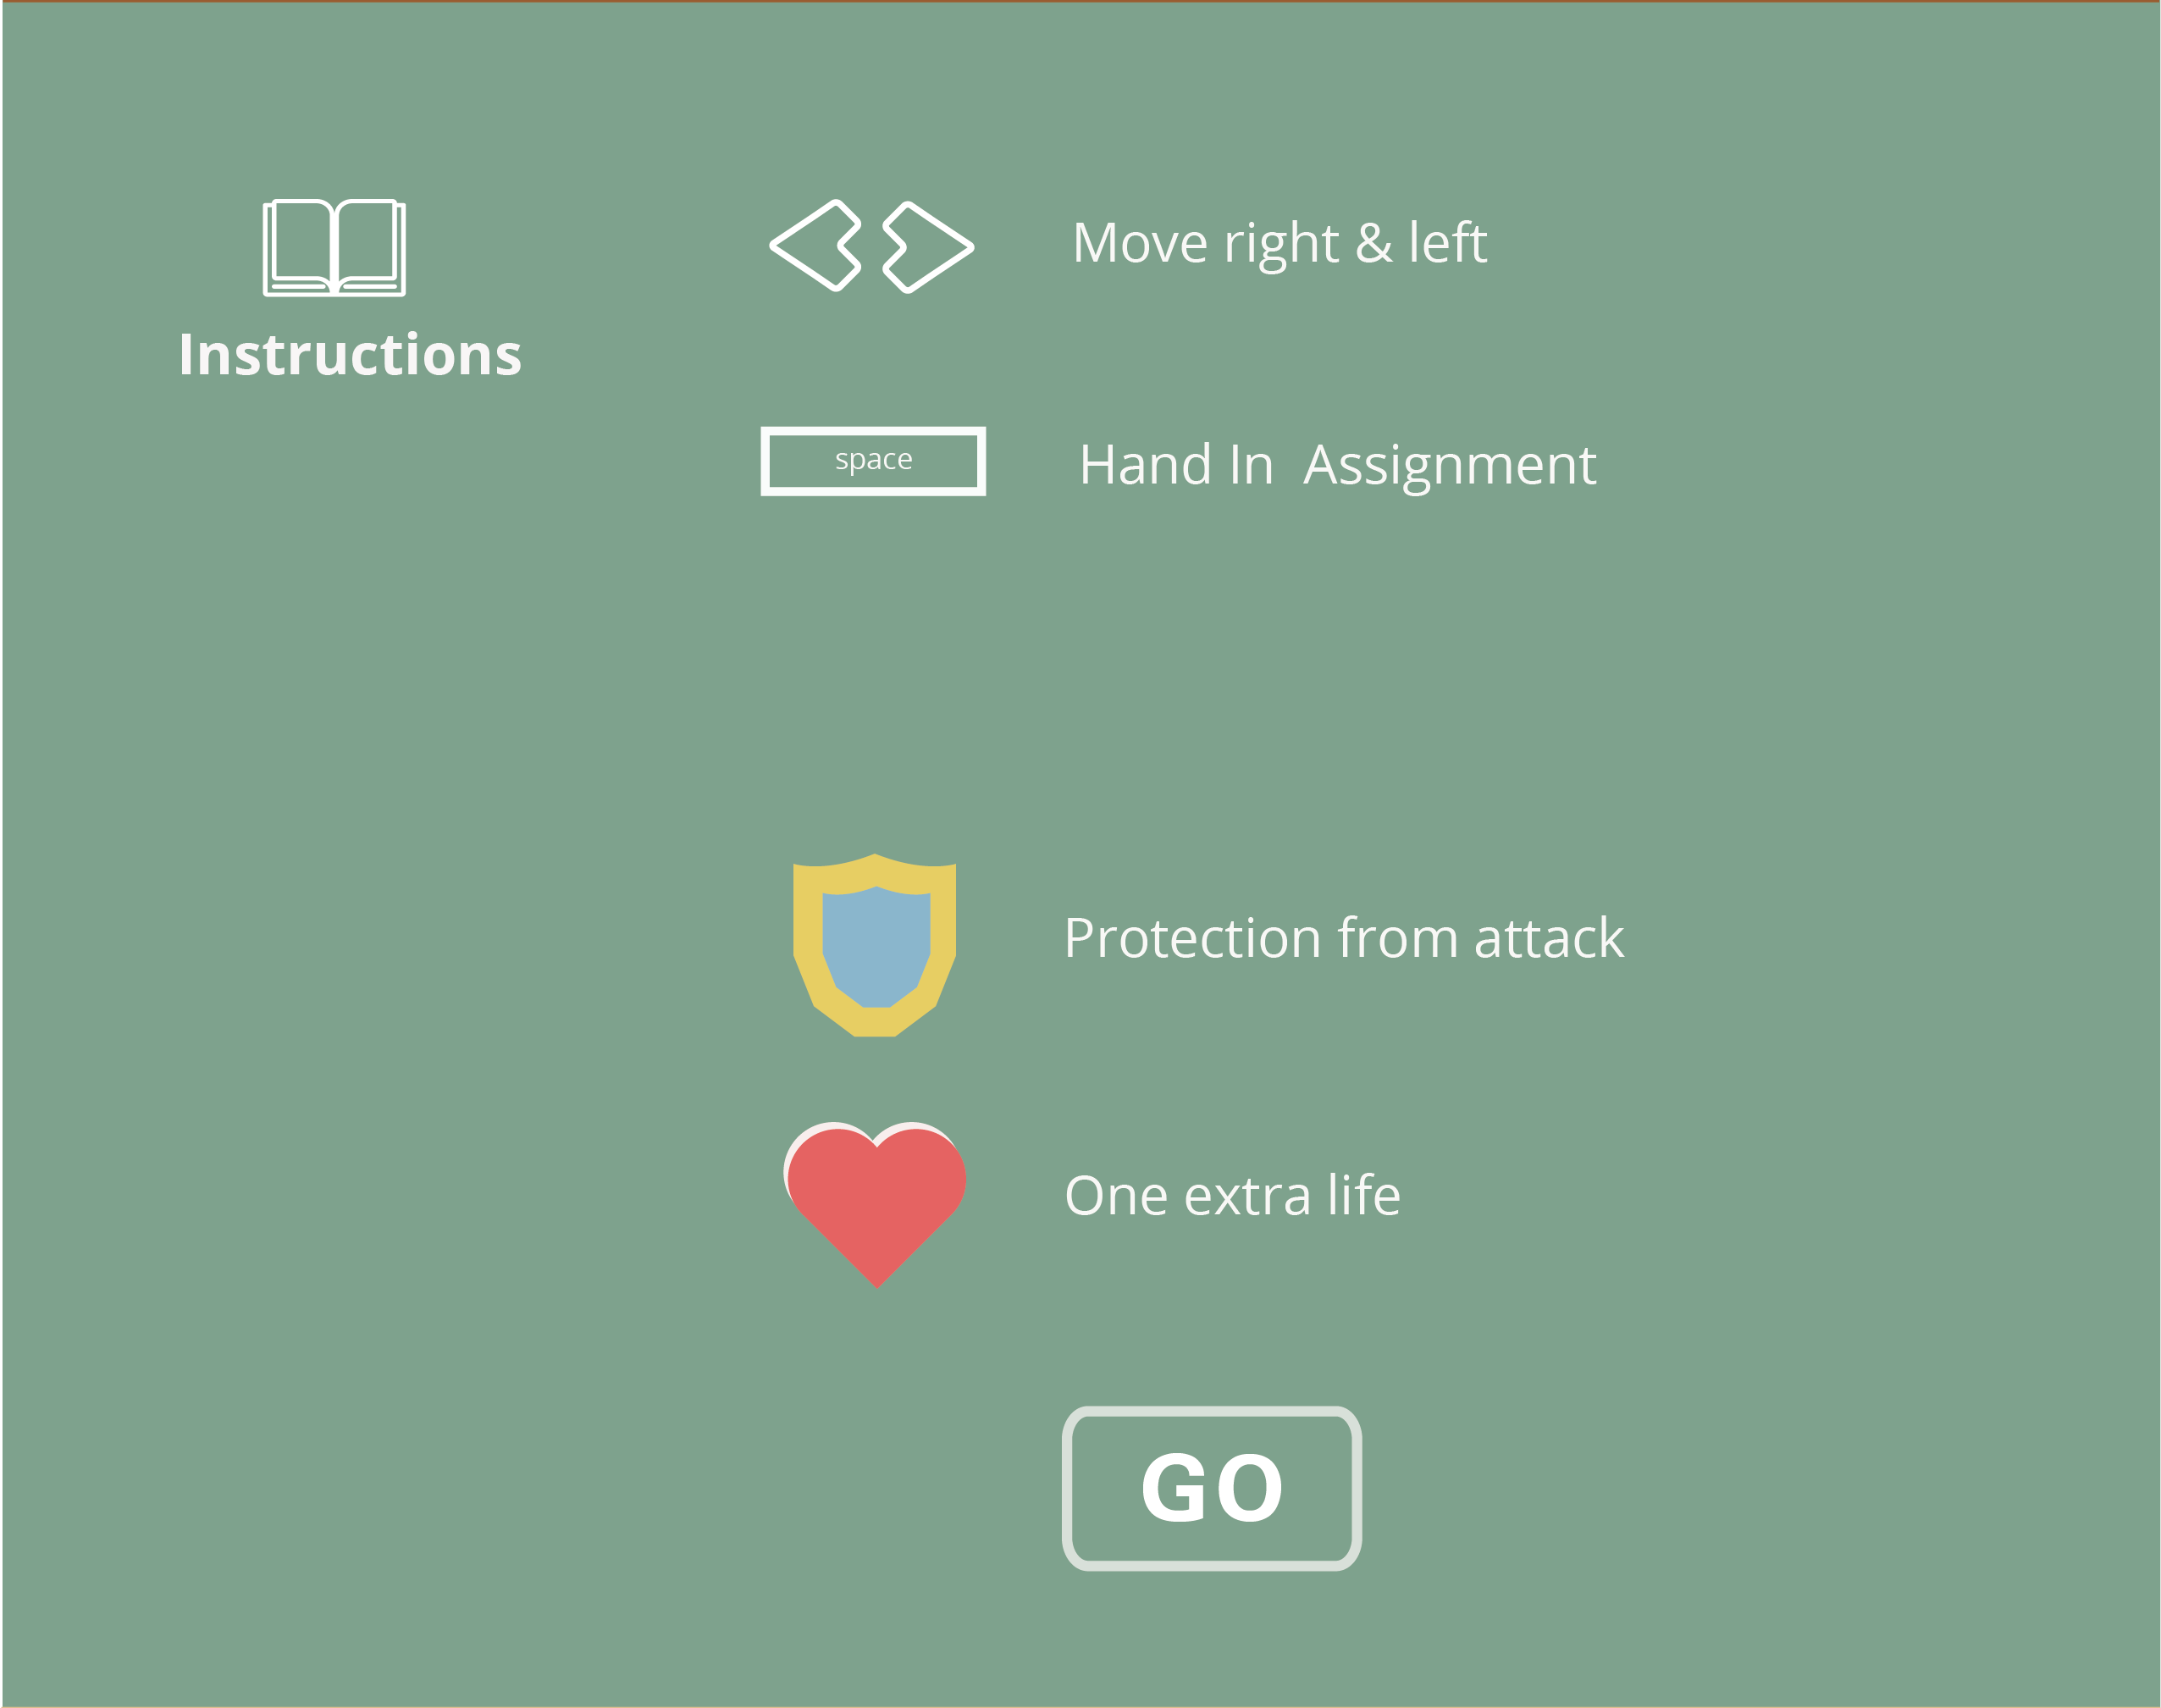 Instructions
Move right & left
space
Hand In Assignment
Protection from attack
One extra life
GO